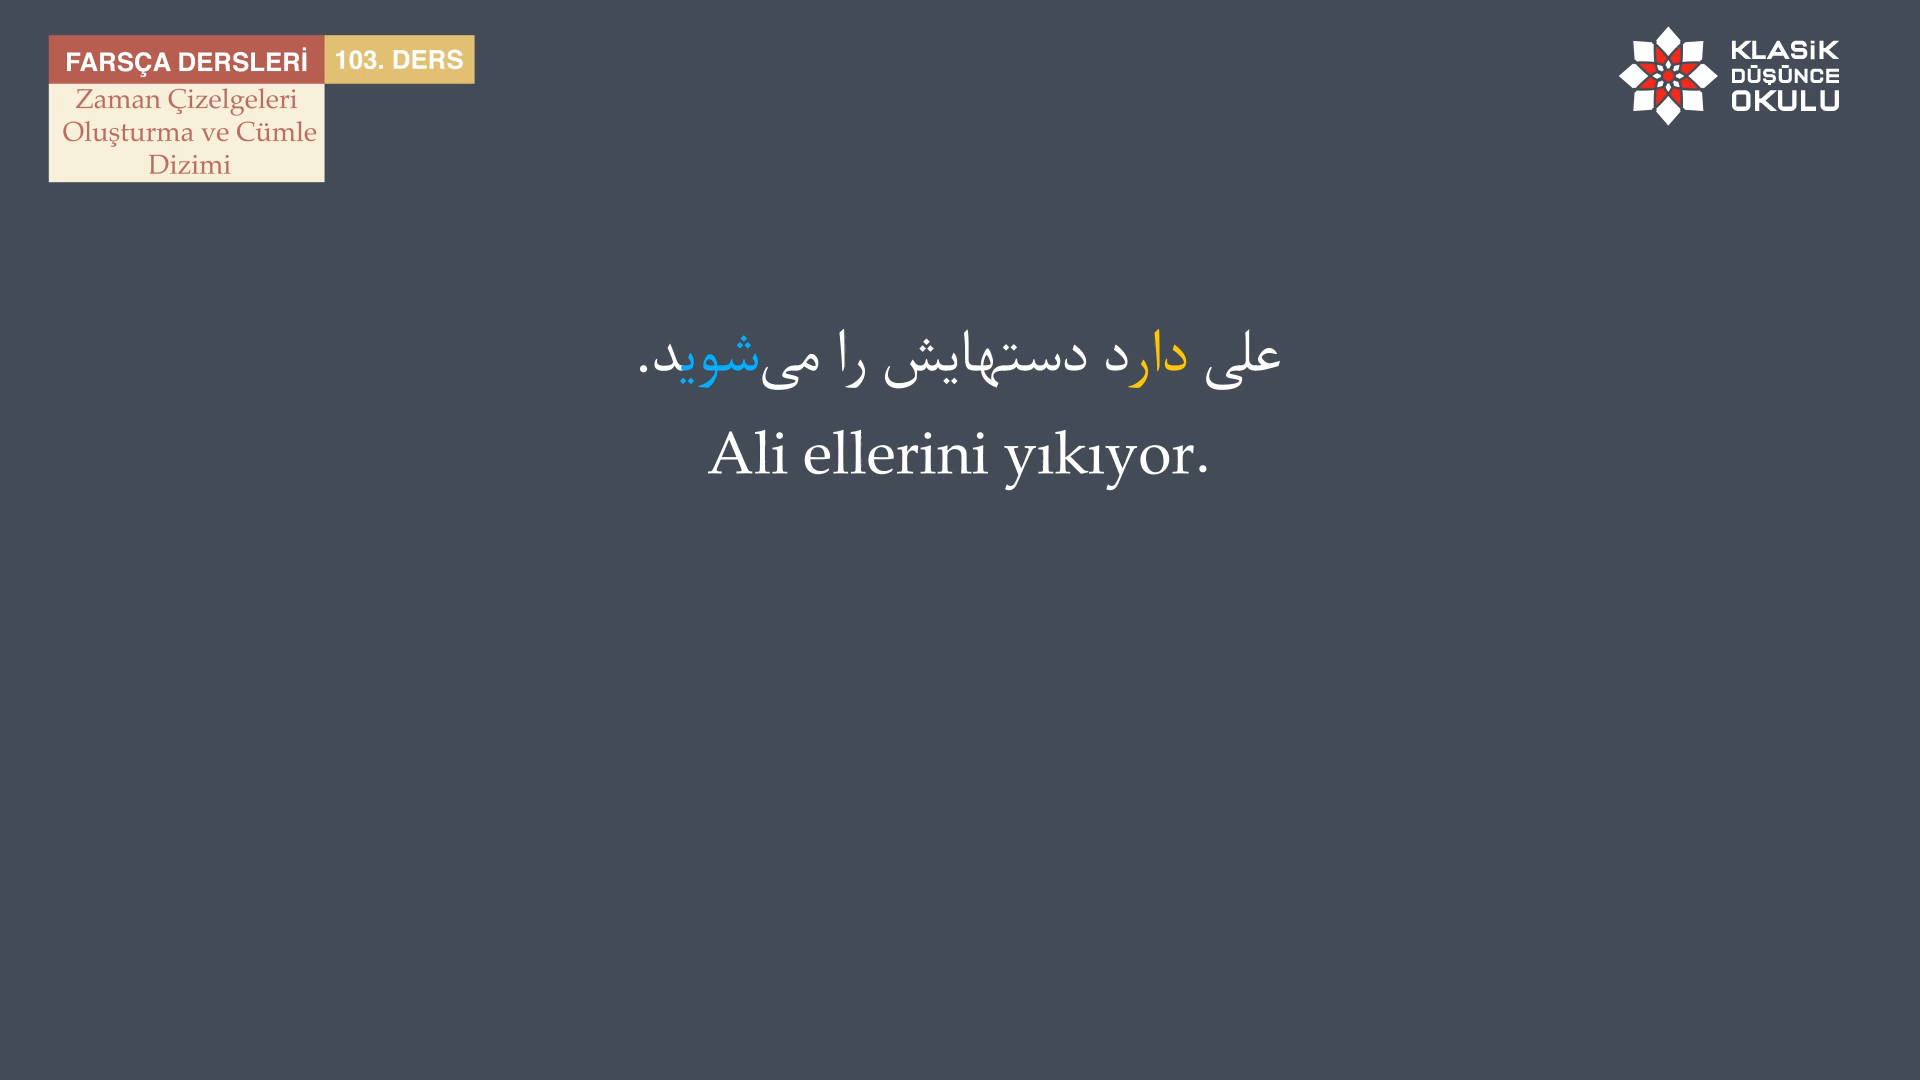 FARSÇA DERSLERİ
103. DERS
Zaman Çizelgeleri
Oluşturma ve Cümle
Dizimi
KLASiK
DÜŞÜNCE
OKULU
علی دارد دستهایش را می‌شوید.
Ali ellerini yıkıyor.